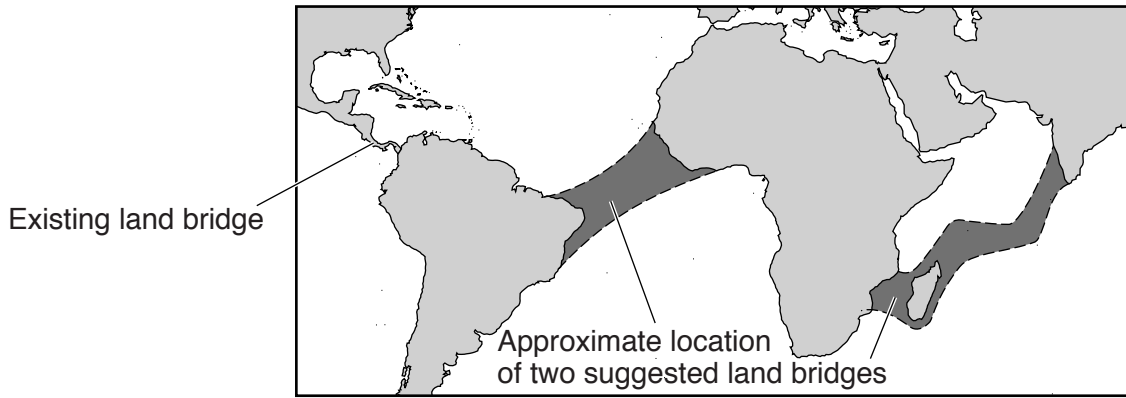 Existing land bridge
Approximate location
of two suggested land bridges